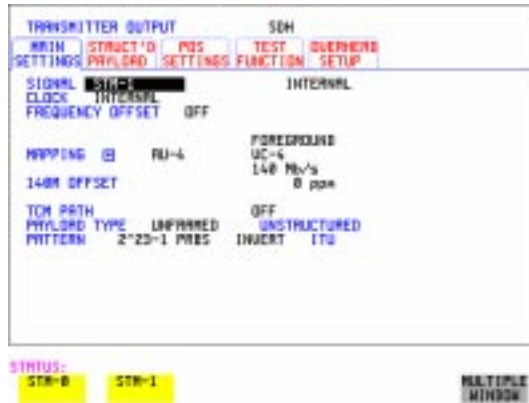 TRANSMITTER OUTPUT SDH
MAIN SETTINGS STRUCT'D PAYLOAD POS SETTINGS TEST FUNCTION OVERHEAD SETUP
SIGNAL STM-1 INTERNAL
CLOCK INTERNAL
FREQUENCY OFFSET OFF
FOREGROUND
MAPPING AU-4 VC-4
140 Mb/s
140M OFFSET 0 ppm
TCM PATH OFF
PAYLOAD TYPE UNFRAMED UNSTRUCTURED
PATTERN 2^23-1 PRBS INVERT ITU
STATUS:
STM-0 STM-1 MULTIPLE WINDOW